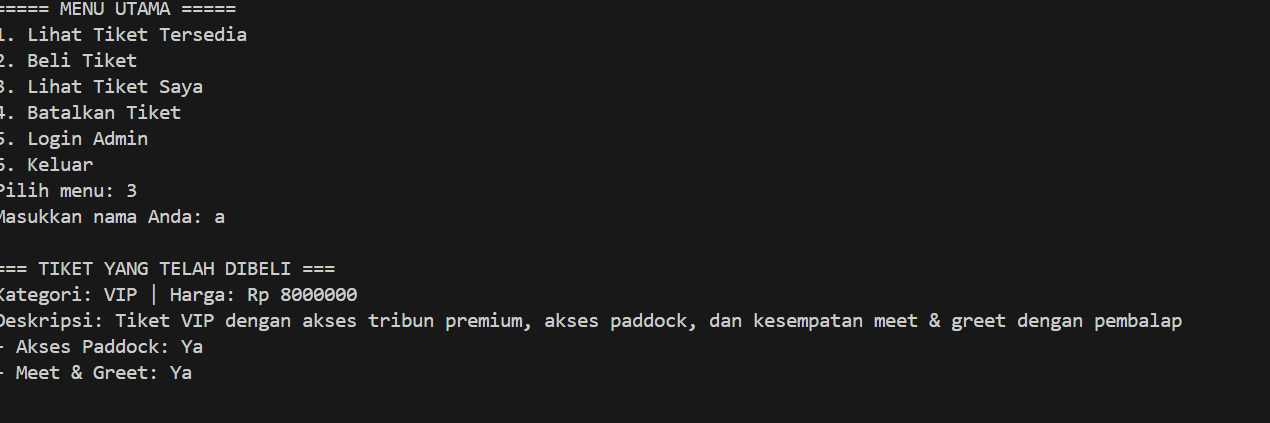 ===== MENU UTAMA =====
1. Lihat Tiket Tersedia
2. Beli Tiket
3. Lihat Tiket Saya
4. Batalkan Tiket
5. Login Admin
6. Keluar
Pilih menu: 3
Masukkan nama Anda: a
=== TIKET YANG TELAH DIBELI ===
Kategori: VIP | Harga: Rp 8000000
Deskripsi: Tiket VIP dengan akses tribun premium, akses paddock, dan kesempatan meet & greet dengan pembalap
- Akses Paddock: Ya
- Meet & Greet: Ya